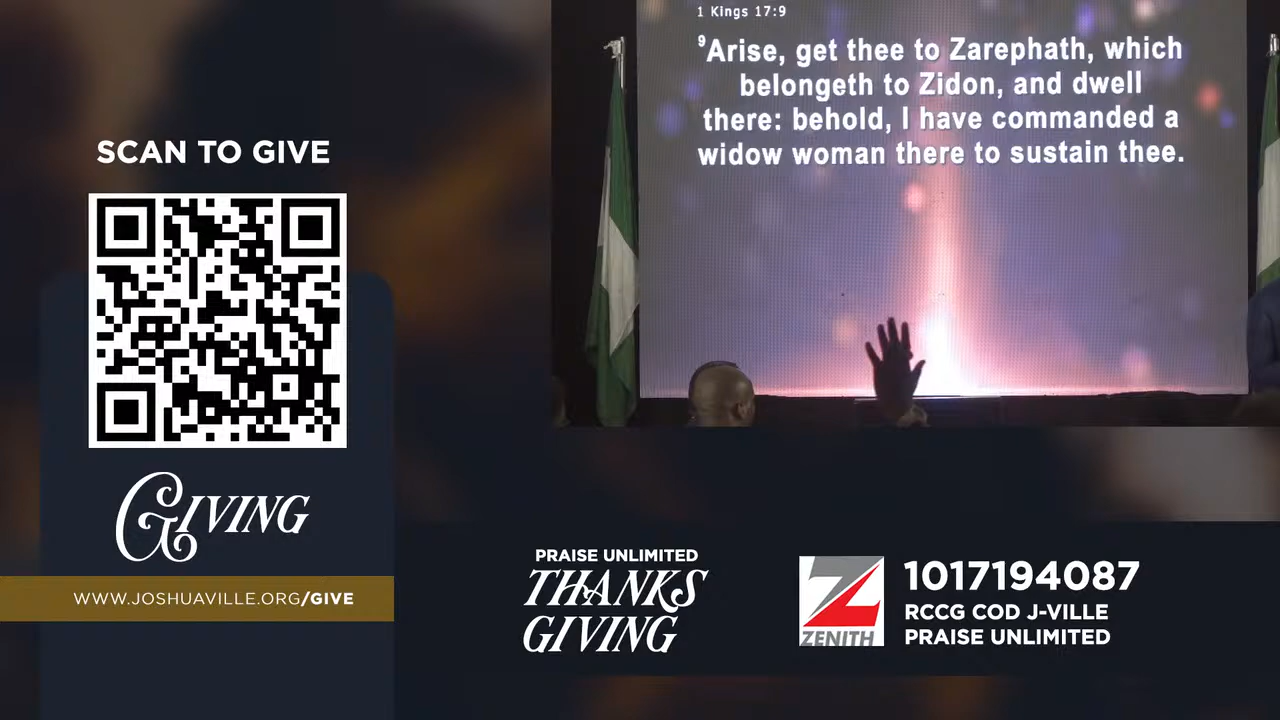 1 Kings 17:9
⁹Arise, get thee to Zarephath, which
belongeth to Zidon, and dwell
there: behold, I have commanded a
widow woman there to sustain thee.
SCAN TO GIVE
GIVING
WWW.JOSHUAVILLE.ORG/GIVE
PRAISE UNLIMITED
THANKS
GIVING
ZENITH
1017194087
RCCG COD J-VILLE
PRAISE UNLIMITED